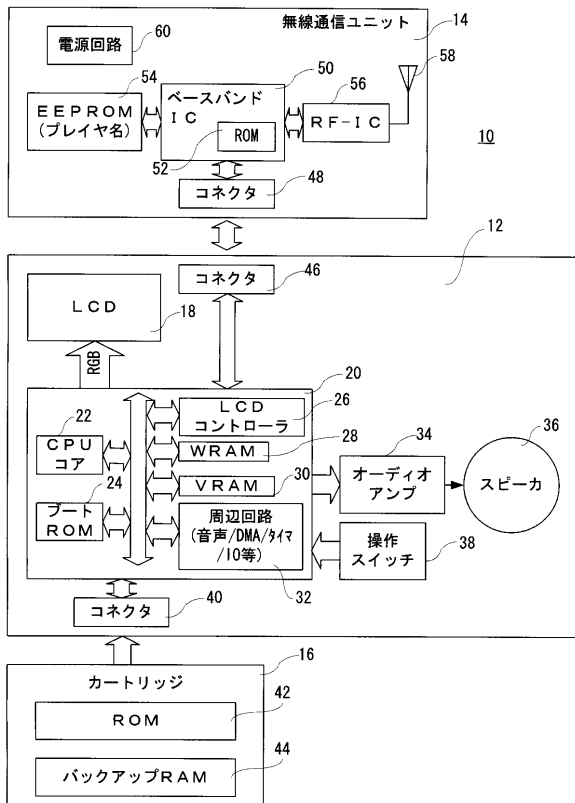 無線通信ユニット
14
電源回路
60
54
EEPROM
(プレイヤ名)
50
ベースバンド
IC
ROM
52
56
RF-IC
58
10
コネクタ
48
12
コネクタ
46
LCD
18
RGB
20
22
CPU
コア
24
ブート
ROM
LCD
コントローラ
26
WRAM
28
VRAM
30
周辺回路
(音声/DMA/タイマ
/IO等)
32
34
オーディオ
アンプ
36
スピーカ
操作
スイッチ
38
コネクタ
40
16
カートリッジ
42
ROM
44
バックアップRAM